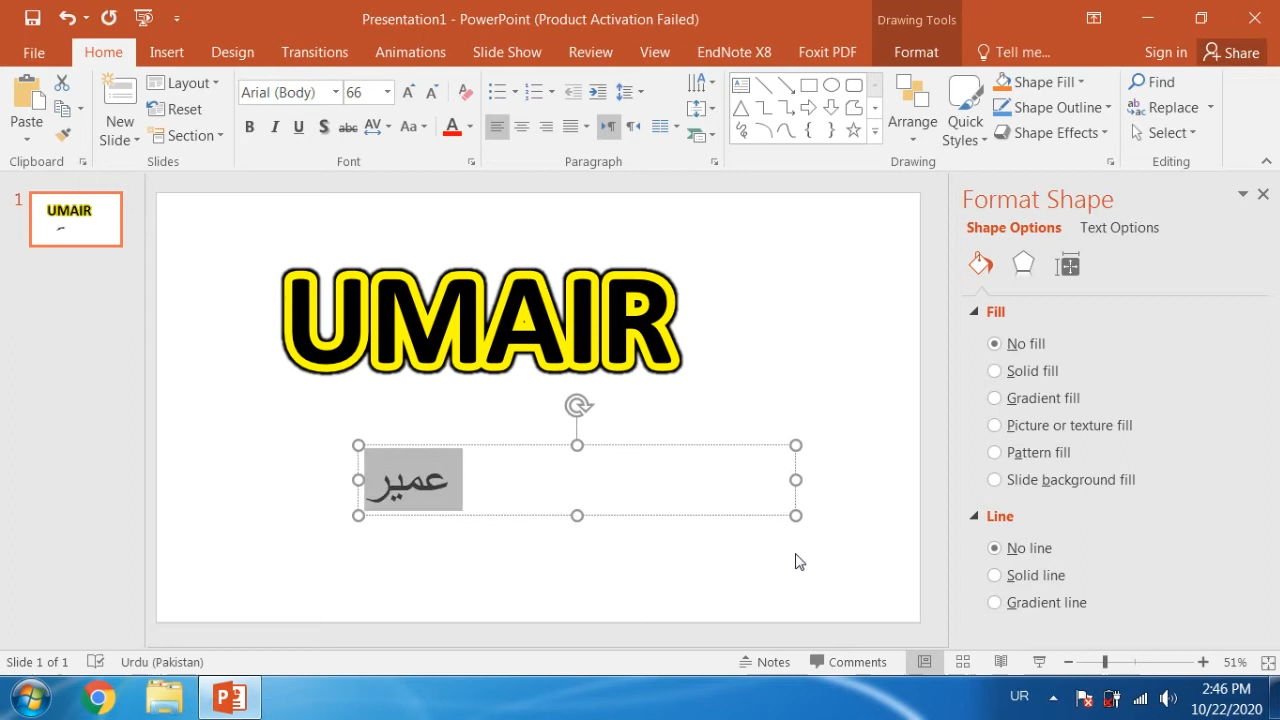 Presentation1 - PowerPoint (Product Activation Failed)
Drawing Tools
File Home Insert Design Transitions Animations Slide Show Review View EndNote X8 Foxit PDF Format Tell me... Sign in Share
Paste
Clipboard
New Slide
Layout
Reset
Section
Slides
Arial (Body) 66
B I U S abc AV Aa A
Font
Paragraph
Arrange
Quick Styles
Shape Fill
Shape Outline
Shape Effects
Drawing
Find
Replace
Select
Editing
1
UMAIR
UMAIR
عمیر
Format Shape
Shape Options Text Options
Fill
No fill
Solid fill
Gradient fill
Picture or texture fill
Pattern fill
Slide background fill
Line
No line
Solid line
Gradient line
Slide 1 of 1 Urdu (Pakistan) Notes Comments 51%
UR 2:46 PM
10/22/2020